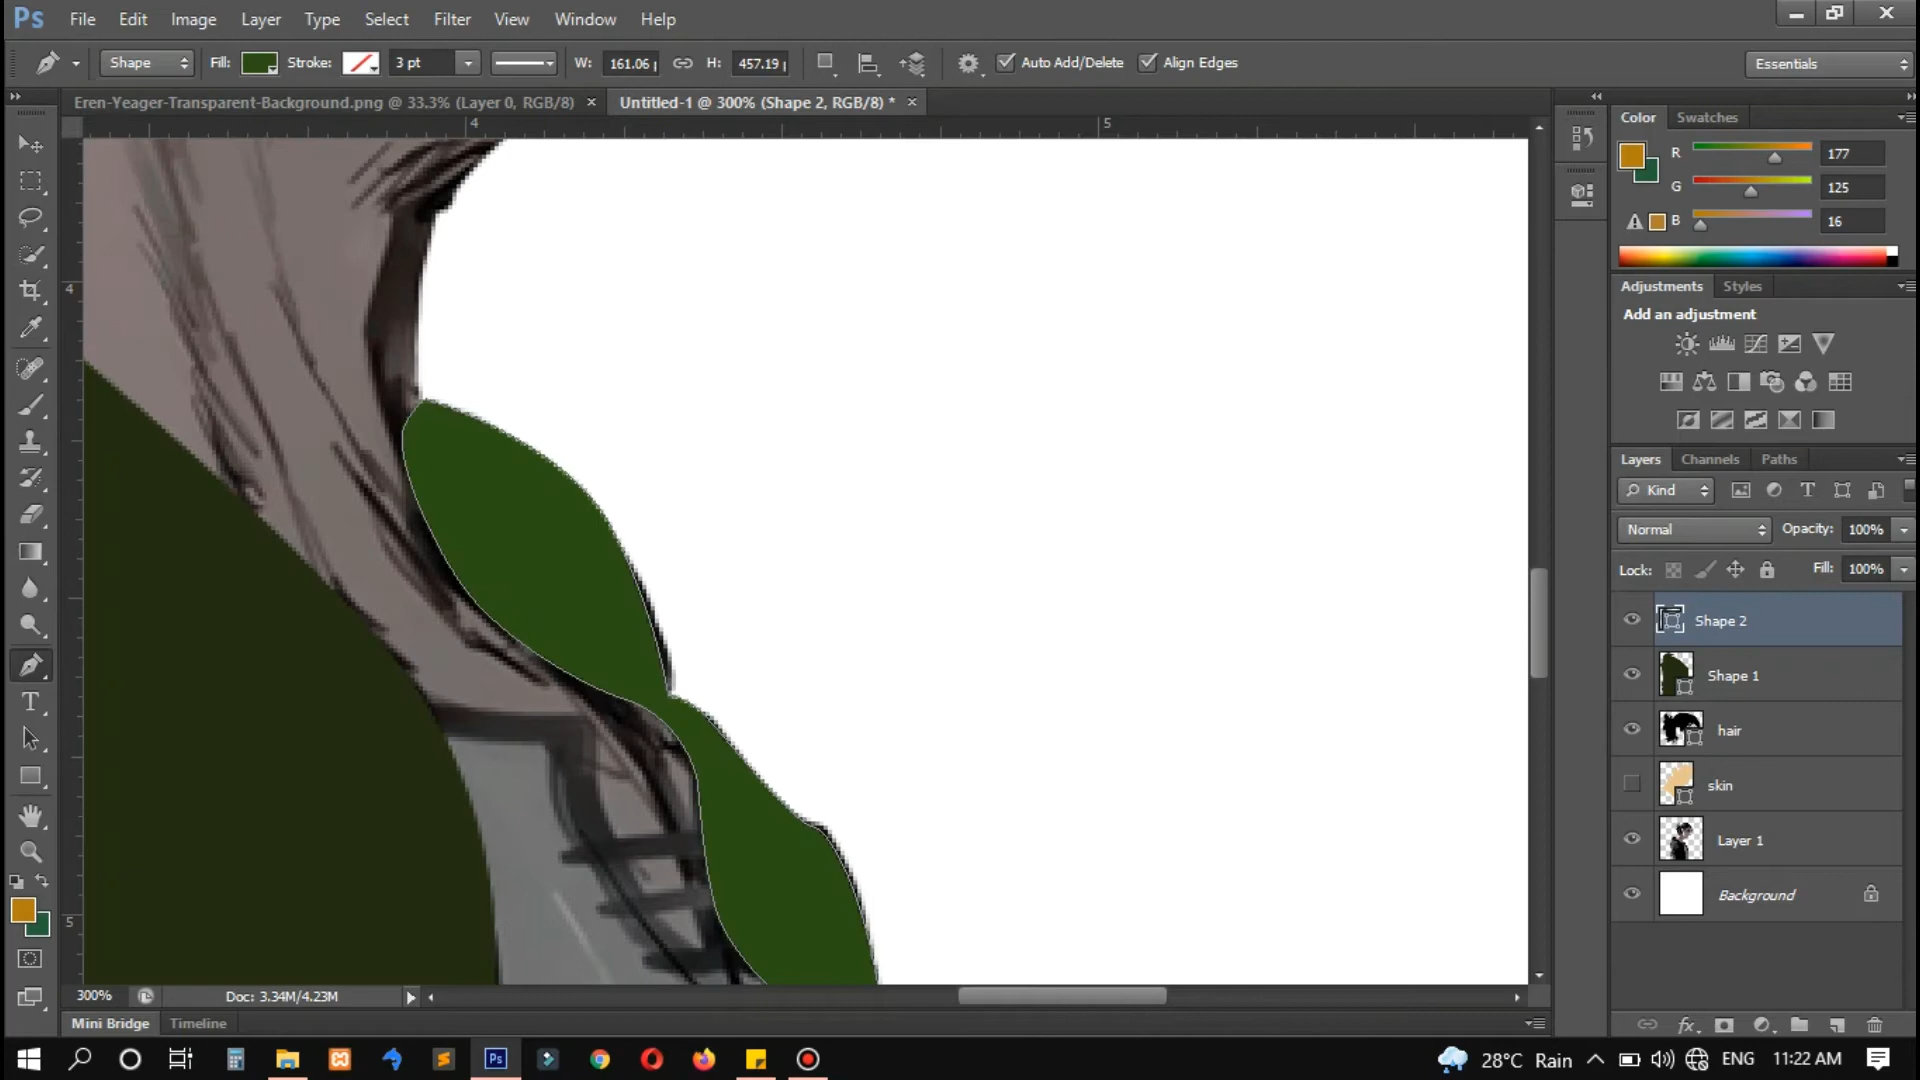 Ps File Edit Image Layer Type Select Filter View Window Help
Shape Fill: Stroke: 3 pt W: 161.06 H: 457.19 Auto Add/Delete Align Edges Essentials
Eren-Yeager-Transparent-Background.png @ 33.3% (Layer 0, RGB/8) × Untitled-1 @ 300% (Shape 2, RGB/8) * ×
4 5
4
5
Color Swatches
R 177
G 125
B 16
Adjustments Styles
Add an adjustment
Layers Channels Paths
Kind
Normal Opacity: 100%
Lock: Fill: 100%
Shape 2
Shape 1
hair
skin
Layer 1
Background
300% Doc: 3.34M/4.23M
Mini Bridge Timeline
fx
Ps 28°C Rain ENG 11:22 AM